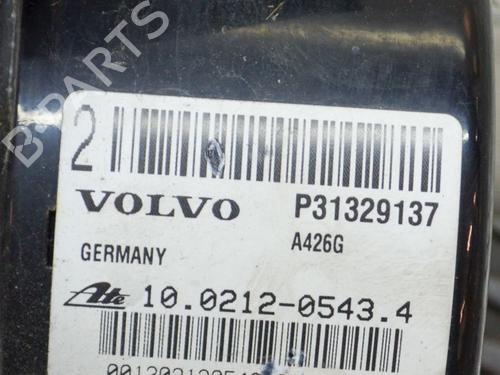 B-PARTS
2
VOLVO P31329137
GERMANY A426G
Ate 10.0212-0543.4